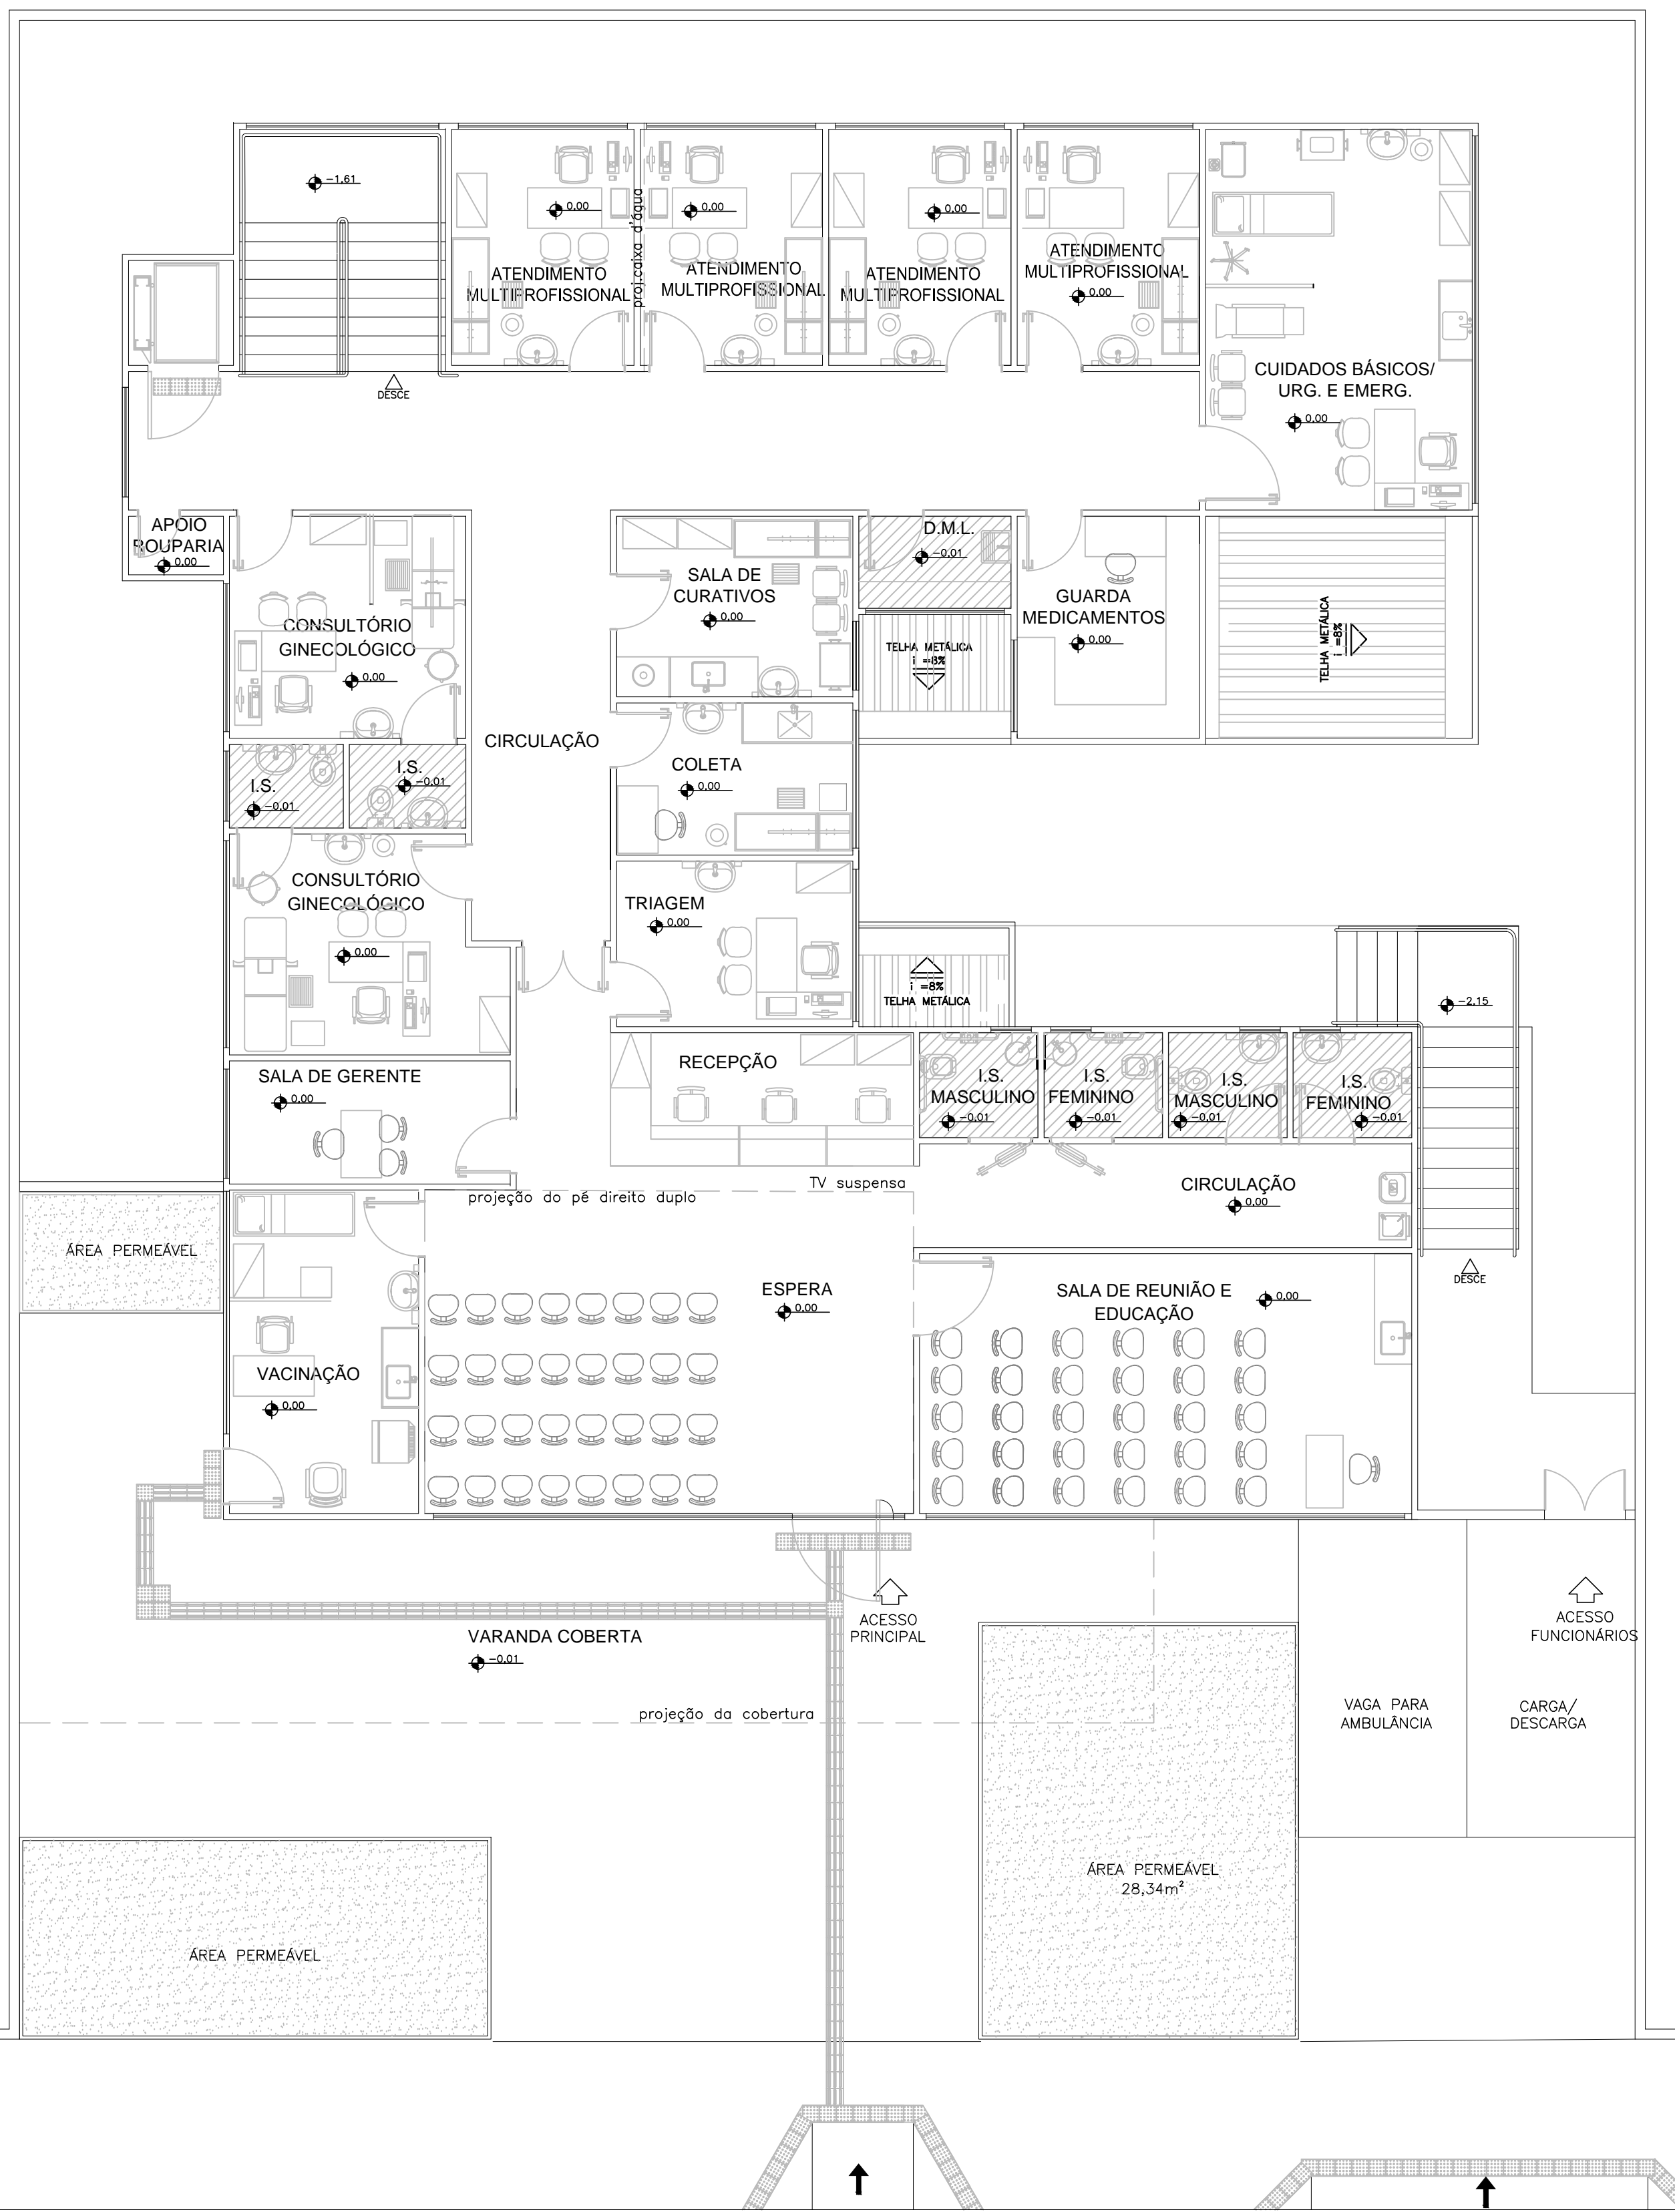 -1.61
0.00
0.00
0.00
proj.caixa d'água
ATENDIMENTO
MULTIPROFISSIONAL
ATENDIMENTO
MULTIPROFISSIONAL
ATENDIMENTO
MULTIPROFISSIONAL
ATENDIMENTO
MULTIPROFISSIONAL
0.00
DESCE
CUIDADOS BÁSICOS/
URG. E EMERG.
0.00
APOIO
ROUPARIA
0.00
CONSULTÓRIO
GINECOLÓGICO
0.00
SALA DE
CURATIVOS
0.00
D.M.L.
-0.01
TELHA METÁLICA
i =8%
GUARDA
MEDICAMENTOS
0.00
TELHA METÁLICA
i =8%
CIRCULAÇÃO
I.S.
-0.01
I.S.
-0.01
COLETA
0.00
CONSULTÓRIO
GINECOLÓGICO
0.00
TRIAGEM
0.00
i =8%
TELHA METÁLICA
-2.15
SALA DE GERENTE
0.00
RECEPÇÃO
I.S.
MASCULINO
-0.01
I.S.
FEMININO
-0.01
I.S.
MASCULINO
-0.01
I.S.
FEMININO
-0.01
TV suspensa
projeção do pé direito duplo
CIRCULAÇÃO
0.00
ÁREA PERMEÁVEL
DESCE
ESPERA
0.00
SALA DE REUNIÃO E
EDUCAÇÃO
0.00
VACINAÇÃO
0.00
ACESSO
PRINCIPAL
ACESSO
FUNCIONÁRIOS
VARANDA COBERTA
-0.01
projeção da cobertura
VAGA PARA
AMBULÂNCIA
CARGA/
DESCARGA
ÁREA PERMEÁVEL
28,34m²
ÁREA PERMEÁVEL